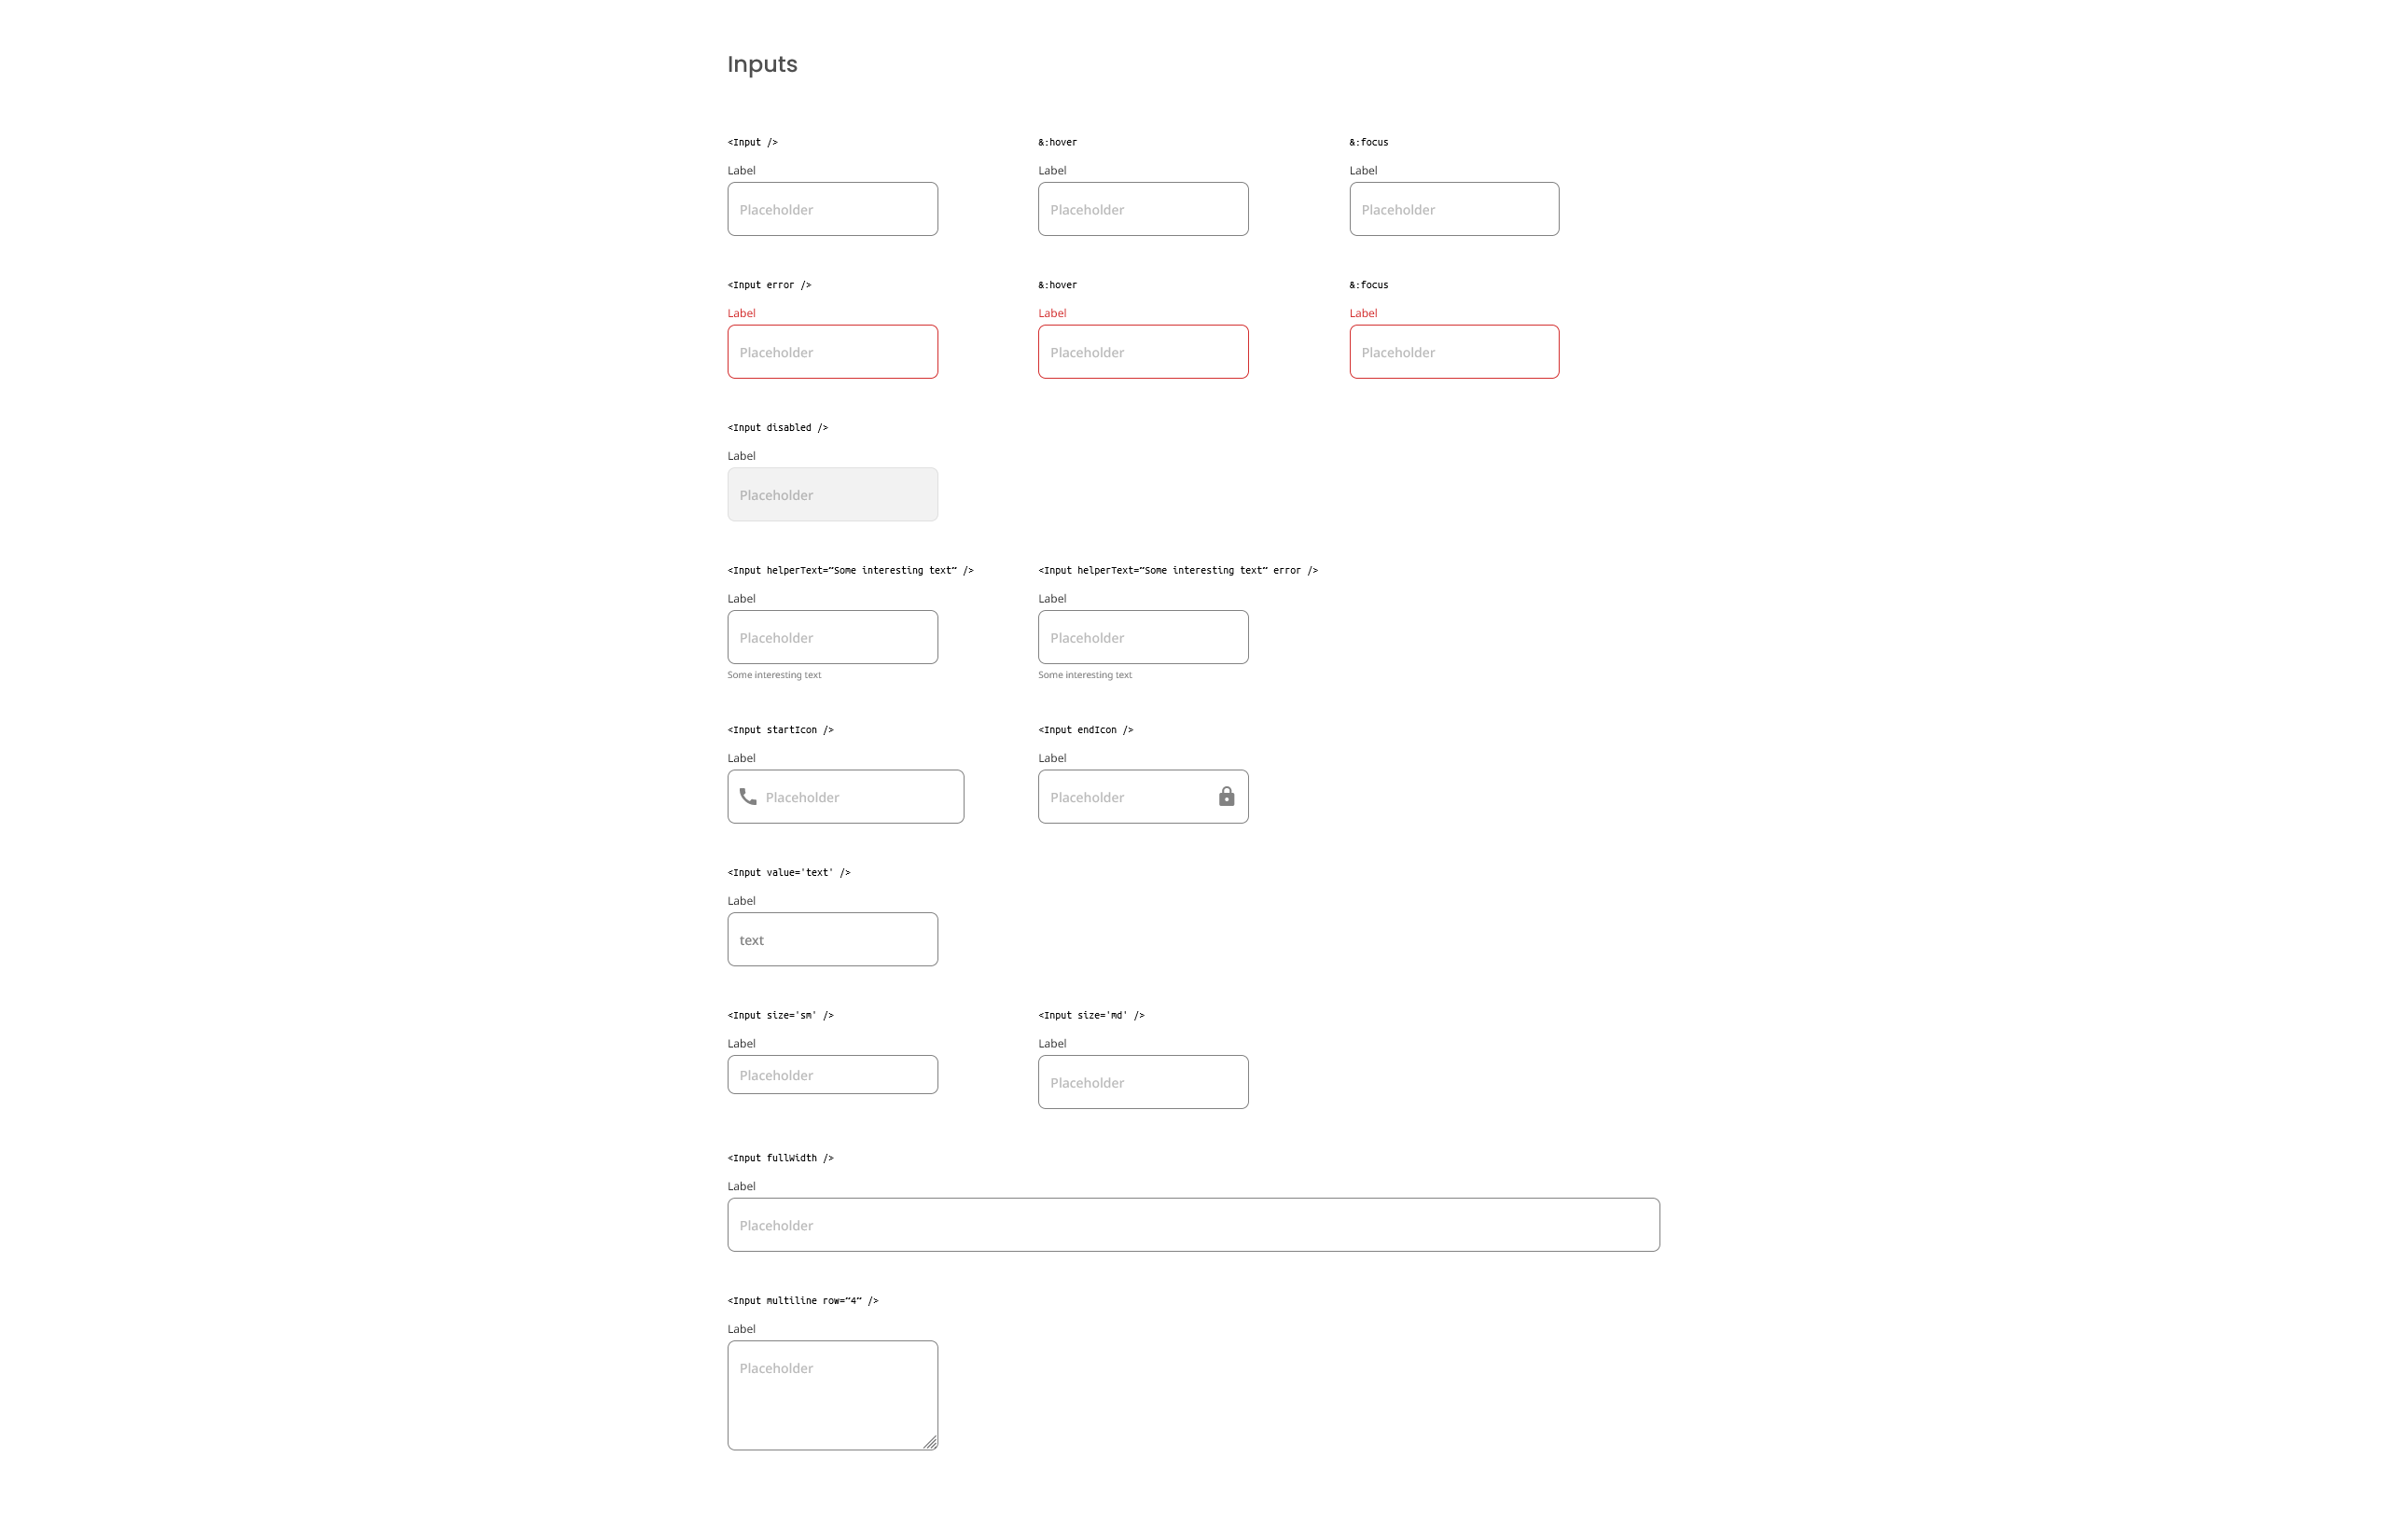 Inputs
<Input />
&:hover
&:focus
Label
Label
Label
Placeholder
Placeholder
Placeholder
<Input error />
&:hover
&:focus
Label
Label
Label
Placeholder
Placeholder
Placeholder
<Input disabled />
Label
Placeholder
<Input helperText=“Some interesting text” />
<Input helperText=“Some interesting text” error />
Label
Label
Placeholder
Placeholder
Some interesting text
Some interesting text
<Input startIcon />
<Input endIcon />
Label
Label
Placeholder
Placeholder
<Input value='text' />
Label
text
<Input size='sm' />
<Input size='md' />
Label
Label
Placeholder
Placeholder
<Input fullWidth />
Label
Placeholder
<Input multiline row=“4” />
Label
Placeholder